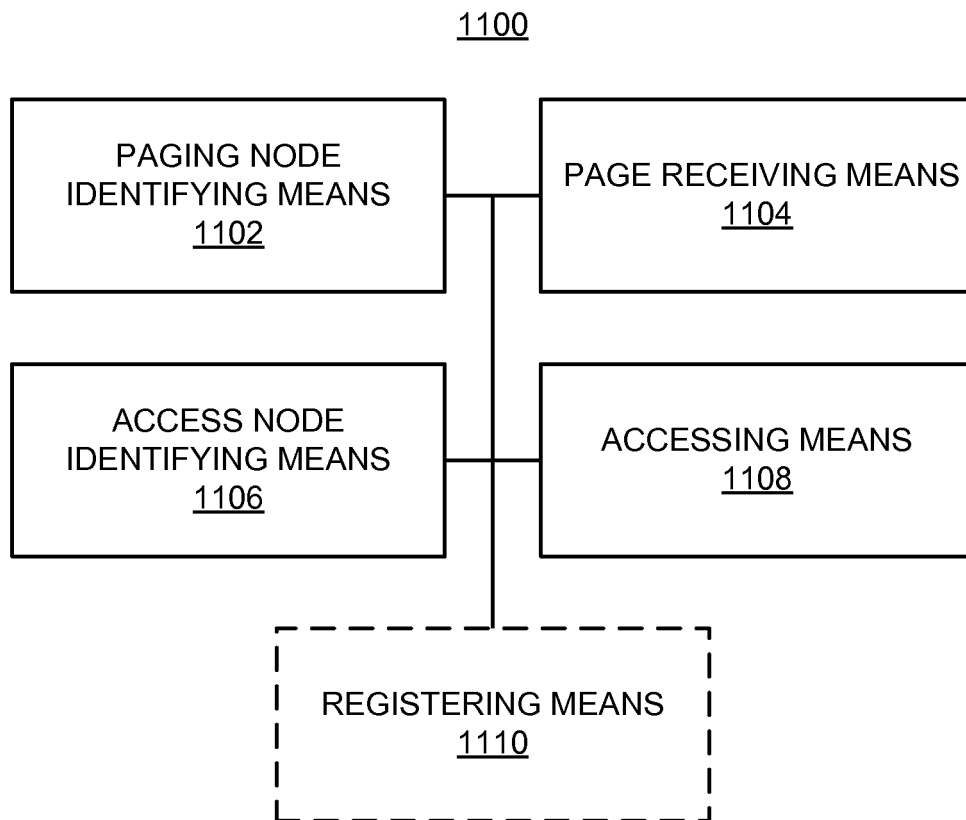 1100
PAGING NODE
IDENTIFYING MEANS
1102
PAGE RECEIVING MEANS
1104
ACCESS NODE
IDENTIFYING MEANS
1106
ACCESSING MEANS
1108
REGISTERING MEANS
1110